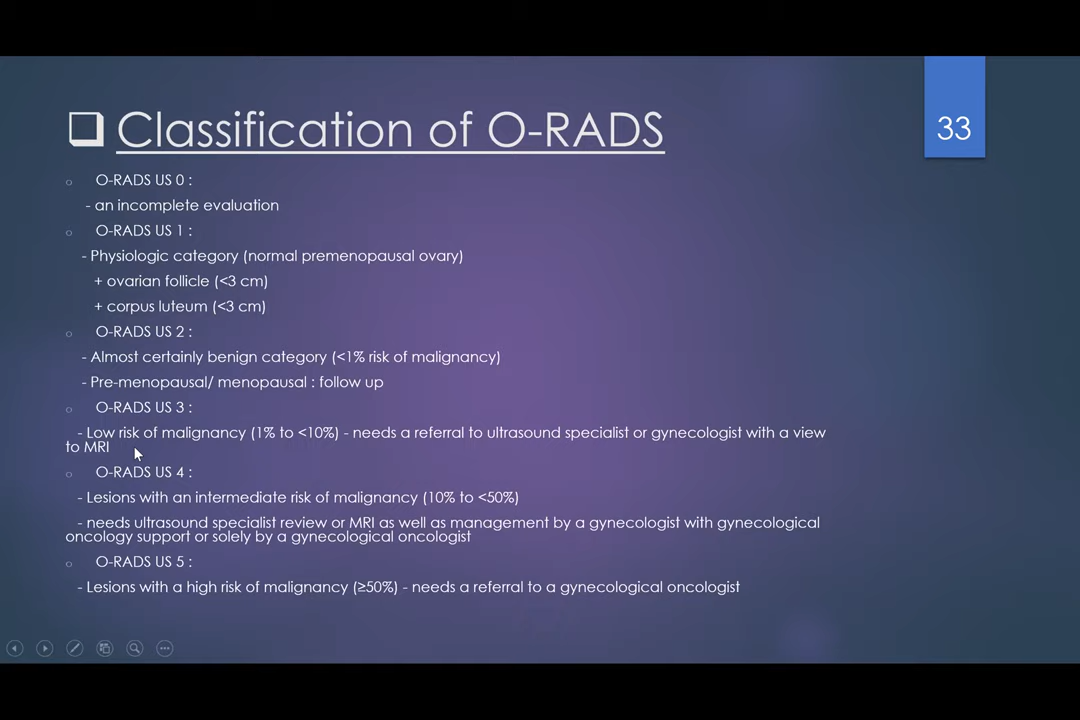 Classification of O-RADS
33
O-RADS US 0 :
- an incomplete evaluation
O-RADS US 1 :
- Physiologic category (normal premenopausal ovary)
+ ovarian follicle (<3 cm)
+ corpus luteum (<3 cm)
O-RADS US 2 :
- Almost certainly benign category (<1% risk of malignancy)
- Pre-menopausal/ menopausal : follow up
O-RADS US 3 :
- Low risk of malignancy (1% to <10%) - needs a referral to ultrasound specialist or gynecologist with a view
to MRI
O-RADS US 4 :
- Lesions with an intermediate risk of malignancy (10% to <50%)
- needs ultrasound specialist review or MRI as well as management by a gynecologist with gynecological
oncology support or solely by a gynecological oncologist
O-RADS US 5 :
- Lesions with a high risk of malignancy (≥50%) - needs a referral to a gynecological oncologist